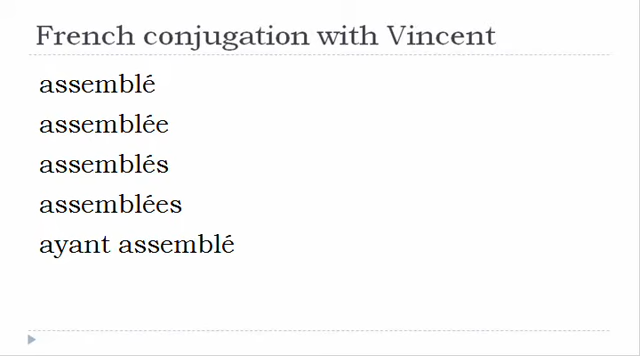 French conjugation with Vincent
assemblé
assemblée
assemblés
assemblées
ayant assemblé